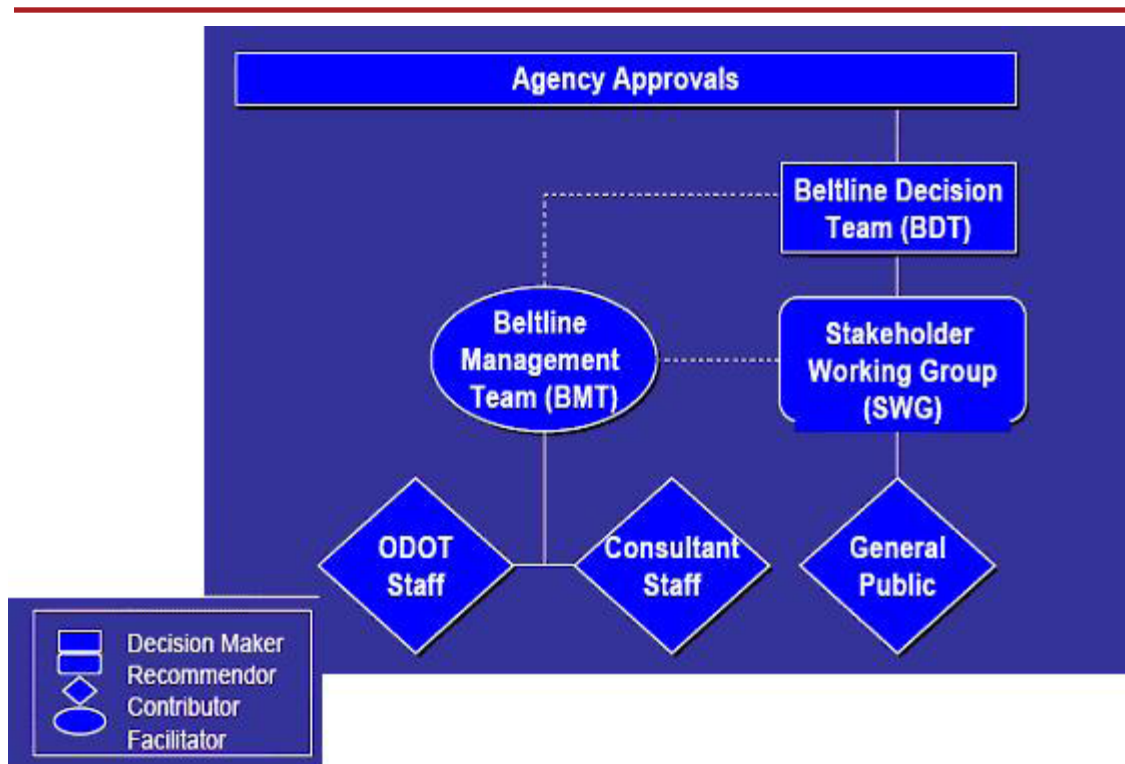 Agency Approvals
Beltline Decision
Team (BDT)
Beltline
Management
Team (BMT)
Stakeholder
Working Group
(SWG)
ODOT
Staff
Consultant
Staff
General
Public
Decision Maker
Recommendor
Contributor
Facilitator